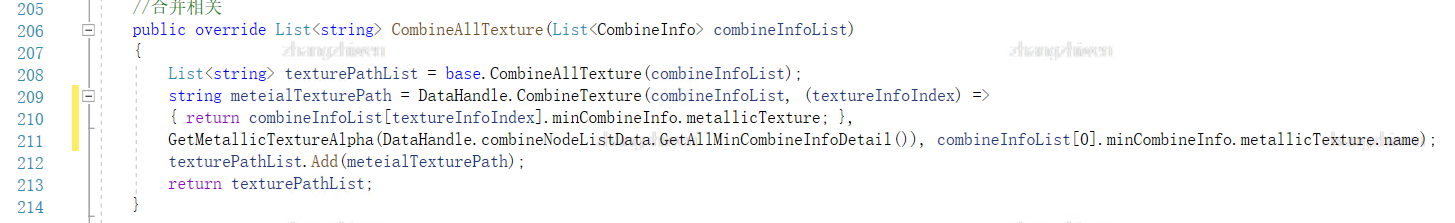 205 //合并相关
206 public override List<string> CombineAllTexture(List<CombineInfo> combineInfoList)
207 {
zhangzhiwen zhangzhiwen
208 List<string> texturePathList = base.CombineAllTexture(combineInfoList);
209 string meteialTexturePath = DataHandle.CombineTexture(combineInfoList, (textureInfoIndex) =>
210 { return combineInfoList[textureInfoIndex].minCombineInfo.metallicTexture; },
211 GetMetallicTextureAlpha(DataHandle.combineNodeListData.GetAllMinCombineInfoDetail()), combineInfoList[0].minCombineInfo.metallicTexture.name);
212 texturePathList.Add(meteialTexturePath);
213 return texturePathList;
214 }